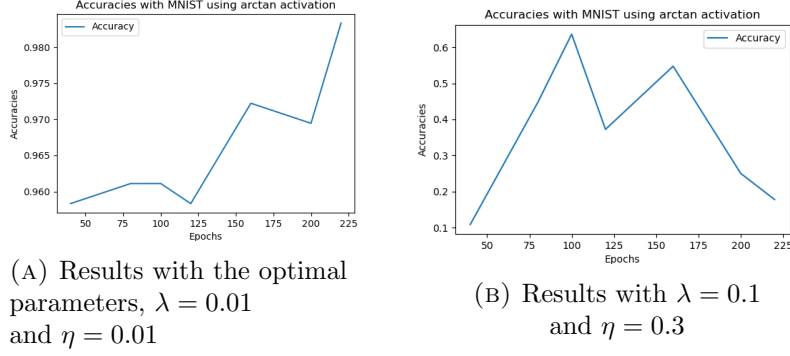 Accuracies with MNIST using arctan activation
Accuracy
0.980
0.975
0.970
0.965
0.960
Accuracies
50
75
100
125
150
175
200
225
Epochs
(A) Results with the optimal
parameters, λ = 0.01
and η = 0.01
Accuracies with MNIST using arctan activation
Accuracy
0.6
0.5
0.4
0.3
0.2
0.1
Accuracies
50
75
100
125
150
175
200
225
Epochs
(B) Results with λ = 0.1
and η = 0.3